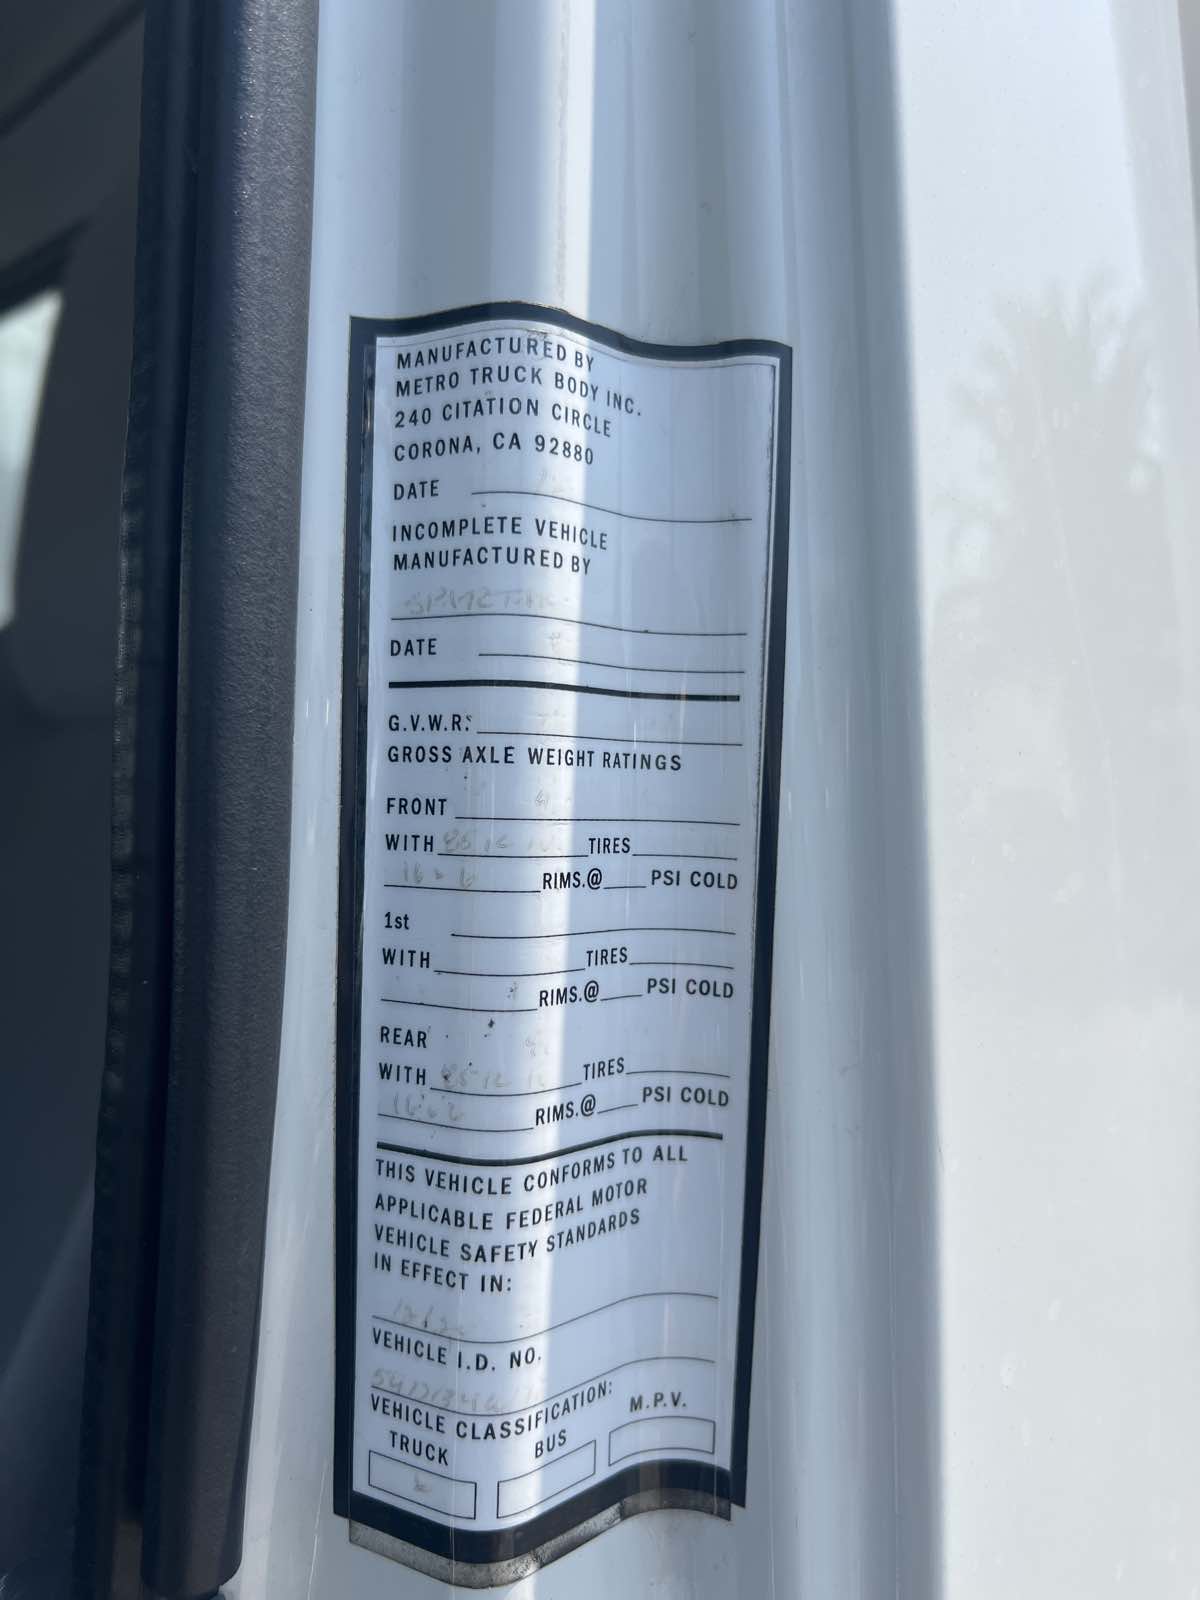 MANUFACTURED BY
METRO TRUCK BODY INC.
240 CITATION CIRCLE
CORONA, CA 92880
DATE
INCOMPLETE VEHICLE
MANUFACTURED BY
DATE
G.V.W.R:
GROSS AXLE WEIGHT RATINGS
FRONT
WITH TIRES
RIMS.@ PSI COLD
1st
WITH TIRES
RIMS.@ PSI COLD
REAR
WITH TIRES
RIMS.@ PSI COLD
THIS VEHICLE CONFORMS TO ALL
APPLICABLE FEDERAL MOTOR
VEHICLE SAFETY STANDARDS
IN EFFECT IN:
VEHICLE I.D. NO.
VEHICLE CLASSIFICATION:
TRUCK BUS M.P.V.